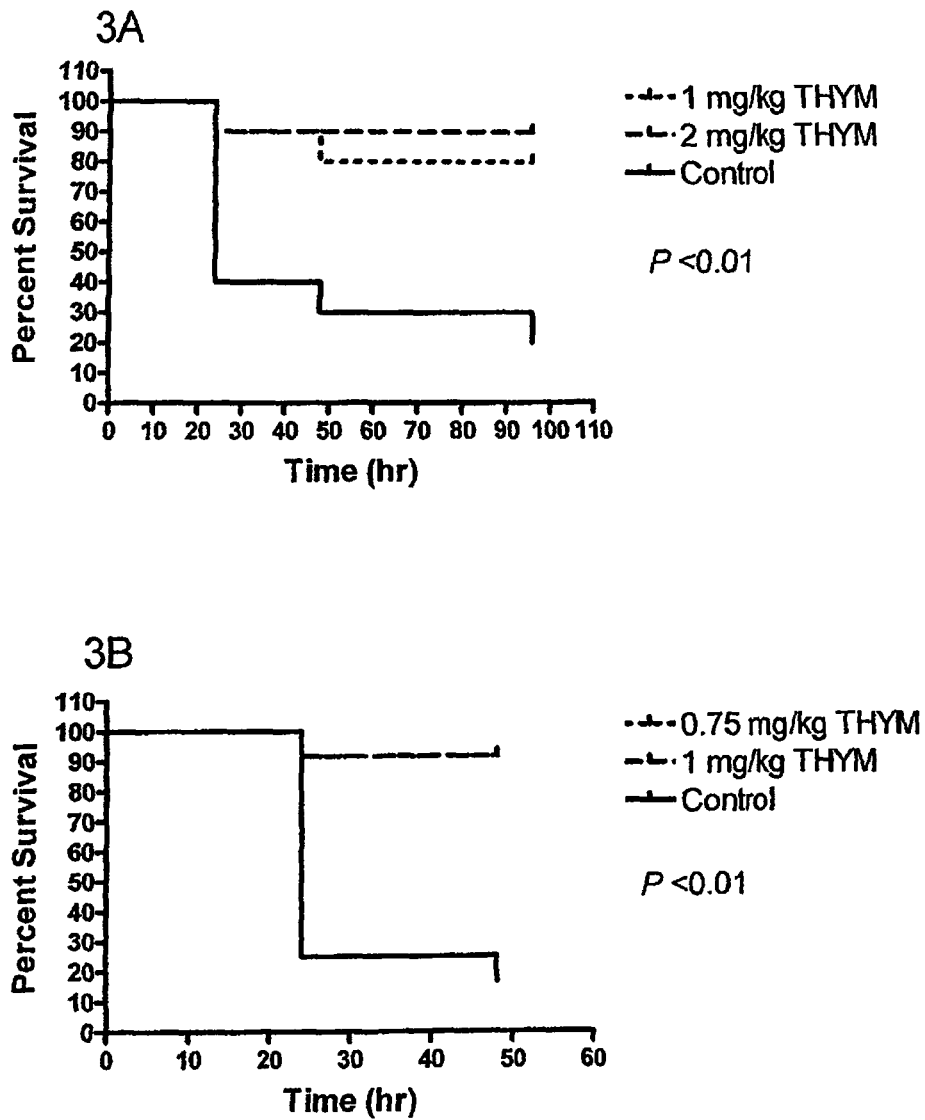 3A
110
100
90
80
70
60
50
40
30
20
10
0
Percent Survival
0 10 20 30 40 50 60 70 80 90 100 110
Time (hr)
1 mg/kg THYM
2 mg/kg THYM
Control
P <0.01
3B
110
100
90
80
70
60
50
40
30
20
10
0
Percent Survival
0 10 20 30 40 50 60
Time (hr)
0.75 mg/kg THYM
1 mg/kg THYM
Control
P <0.01